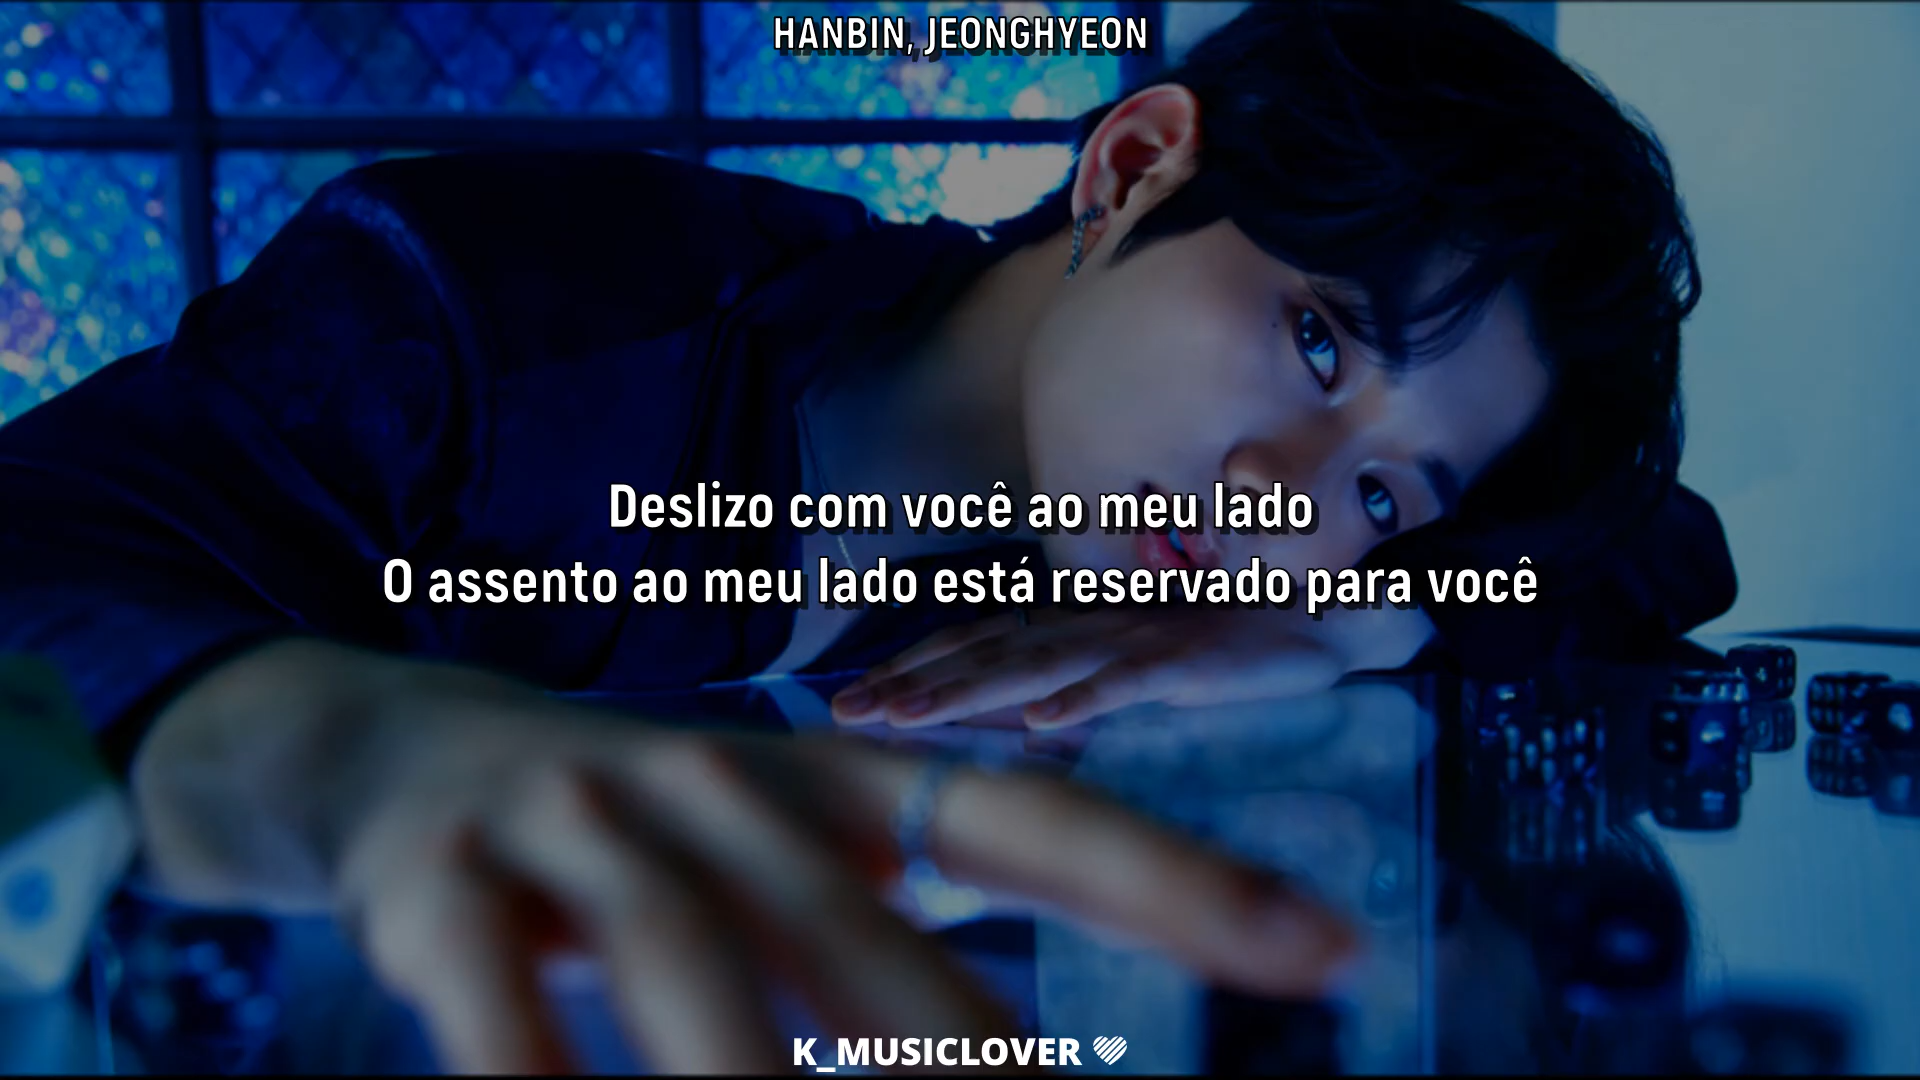 HANBIN, JEONGHYEON
Deslizo com você ao meu lado
O assento ao meu lado está reservado para você
K_MUSICLOVER